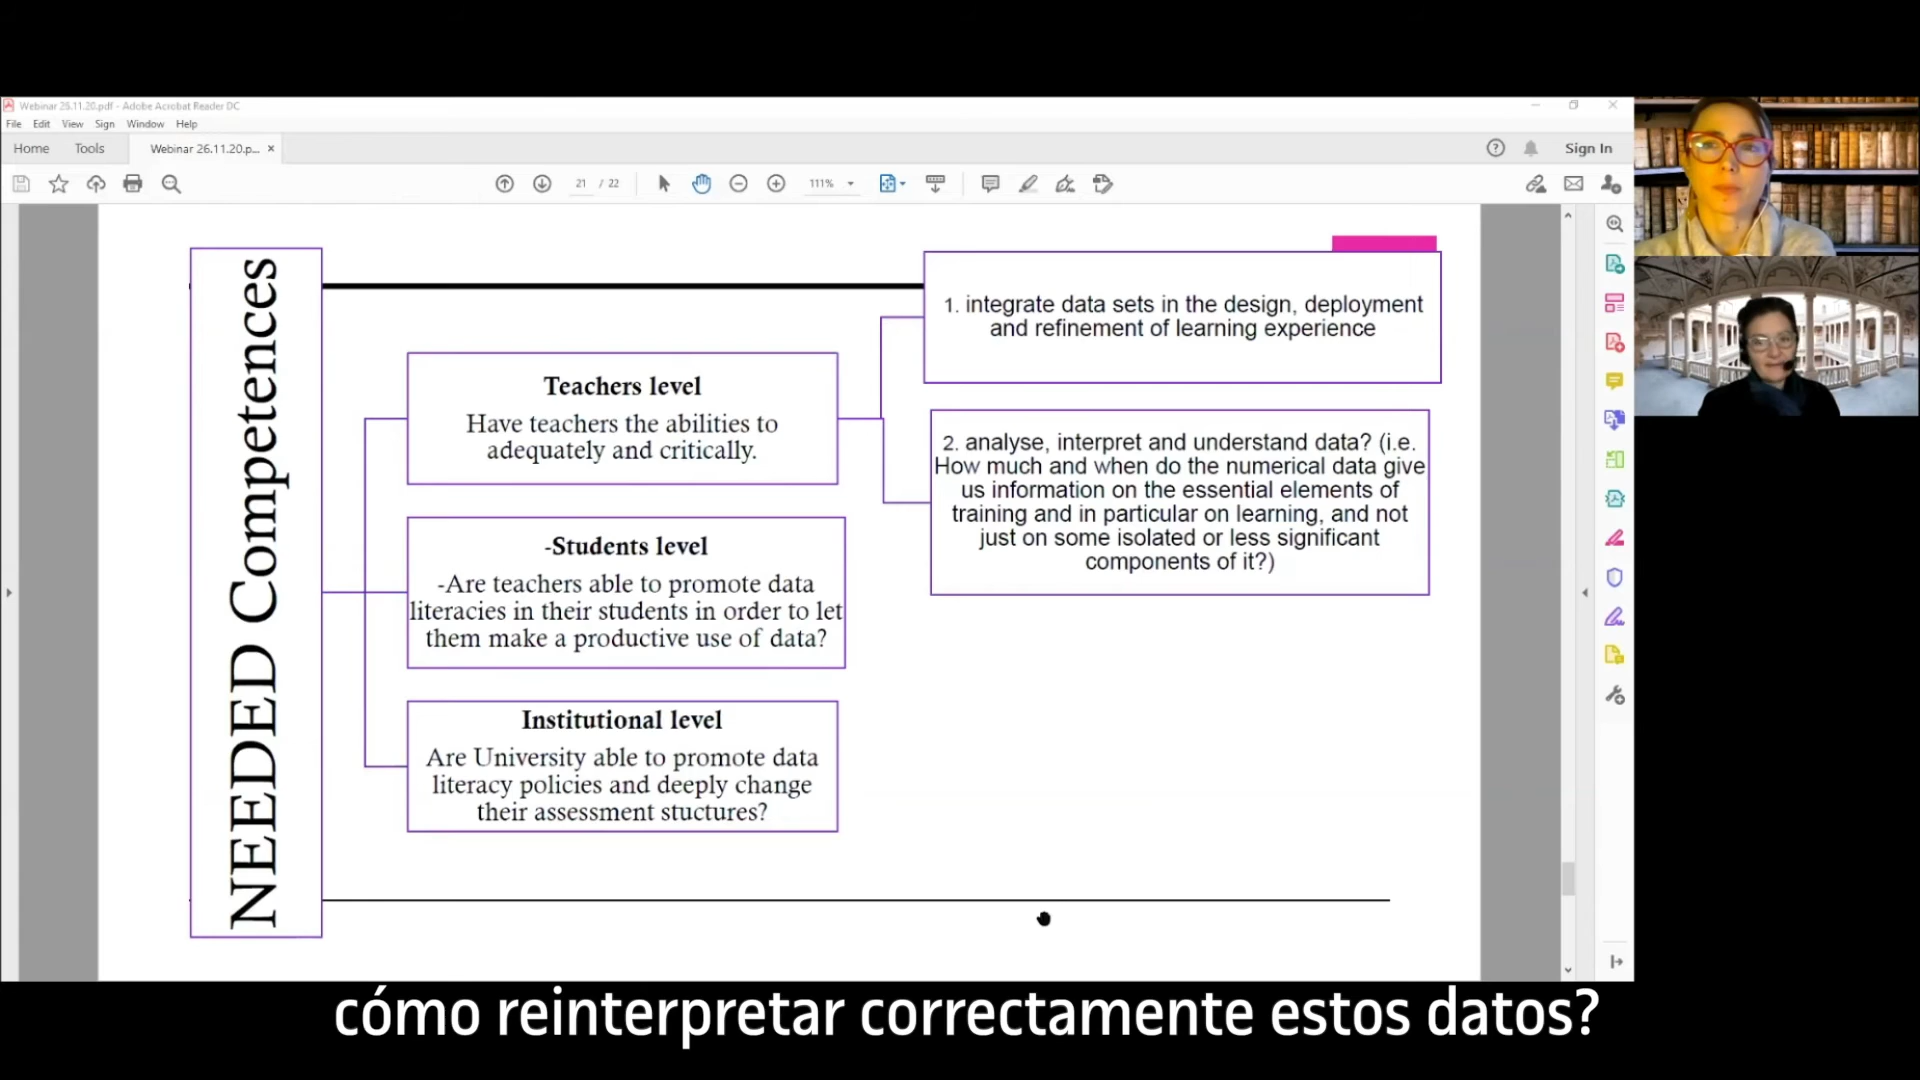 Webinar 26.11.20.pdf - Adobe Acrobat Reader DC
File Edit View Sign Window Help
Home Tools Webinar 26.11.20.p... × Sign In
21 / 22 111%
NEEDED Competences
Teachers level
Have teachers the abilities to
adequately and critically.
-Students level
-Are teachers able to promote data
literacies in their students in order to let
them make a productive use of data?
Institutional level
Are University able to promote data
literacy policies and deeply change
their assessment stuctures?
1. integrate data sets in the design, deployment
and refinement of learning experience
2. analyse, interpret and understand data? (i.e.
How much and when do the numerical data give
us information on the essential elements of
training and in particular on learning, and not
just on some isolated or less significant
components of it?)
cómo reinterpretar correctamente estos datos?